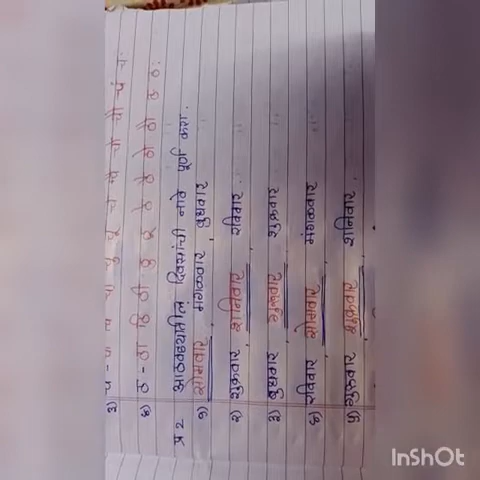 ३) च - चा चि ची चु चू चे चै चो चौ चं चः
४) ठ - ठा ठि ठी ठु ठू ठे ठै ठो ठौ ठं ठः
प्र २ आठवड्यातील दिवसांची नावे पूर्ण करा.
१) सोमवार मंगळवार बुधवार
२) शुक्रवार, शनिवार, रविवार.
३) बुधवार, गुरूवार, शुक्रवार
४) रविवार, सोमवार, मंगळवार
५) गुरूवार, शुक्रवार, शनिवार.
InShOt